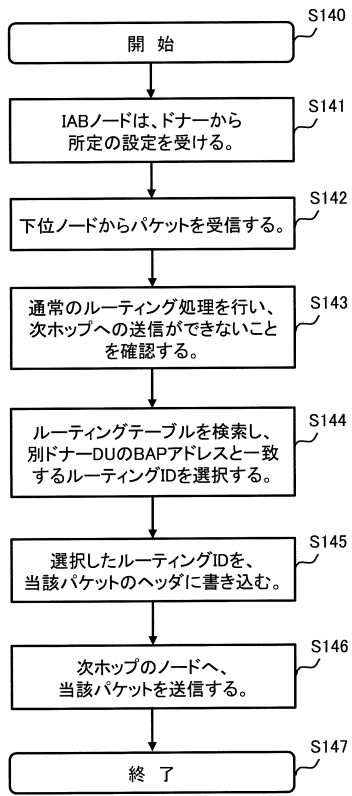 S140
開 始
S141
IABノードは、ドナーから
所定の設定を受ける。
S142
下位ノードからパケットを受信する。
S143
通常のルーティング処理を行い、
次ホップへの送信ができないこと
を確認する。
S144
ルーティングテーブルを検索し、
別ドナーDUのBAPアドレスと一致
するルーティングIDを選択する。
S145
選択したルーティングIDを、
当該パケットのヘッダに書き込む。
S146
次ホップのノードへ、
当該パケットを送信する。
S147
終 了